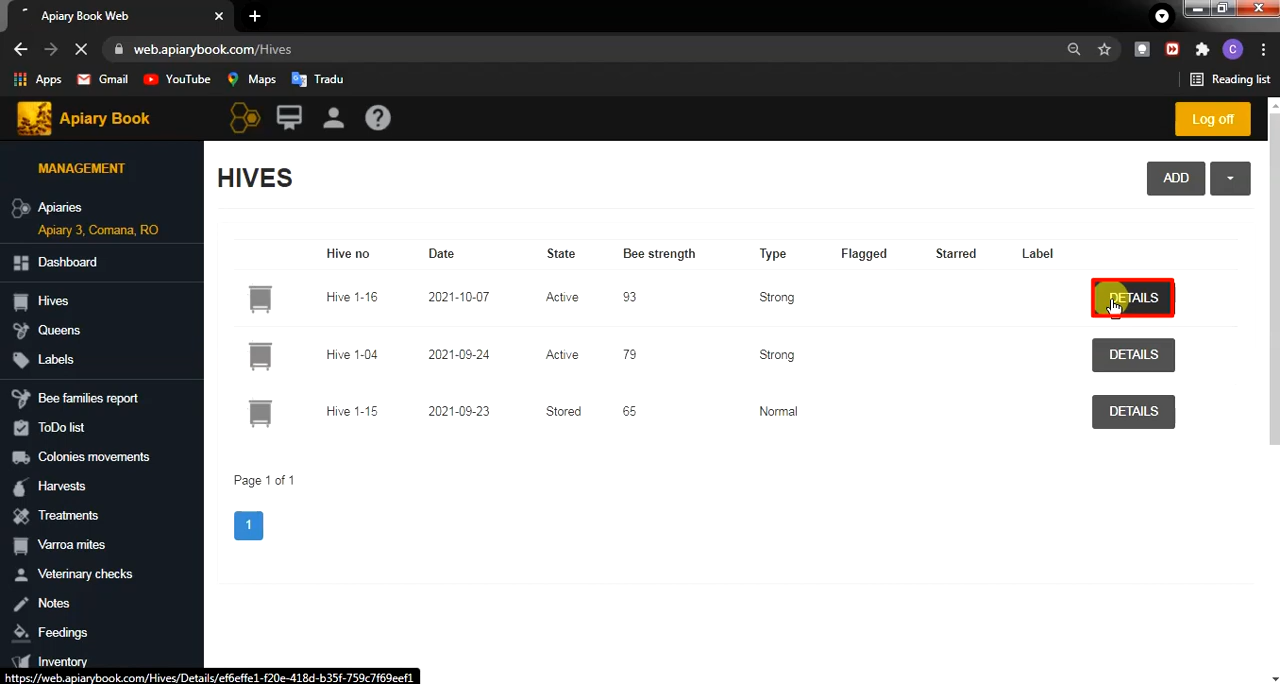 Apiary Book Web
web.apiarybook.com/Hives
Apps Gmail YouTube Maps Tradu Reading list
C
Apiary Book Log off
MANAGEMENT
Apiaries
Apiary 3, Comana, RO
Dashboard
Hives
Queens
Labels
Bee families report
ToDo list
Colonies movements
Harvests
Treatments
Varroa mites
Veterinary checks
Notes
Feedings
Inventory
HIVES
ADD
Hive no Date State Bee strength Type Flagged Starred Label
Hive 1-16 2021-10-07 Active 93 Strong DETAILS
Hive 1-04 2021-09-24 Active 79 Strong DETAILS
Hive 1-15 2021-09-23 Stored 65 Normal DETAILS
Page 1 of 1
1
https://web.apiarybook.com/Hives/Details/ef6effe1-f20e-418d-b35f-759c7f69eef1